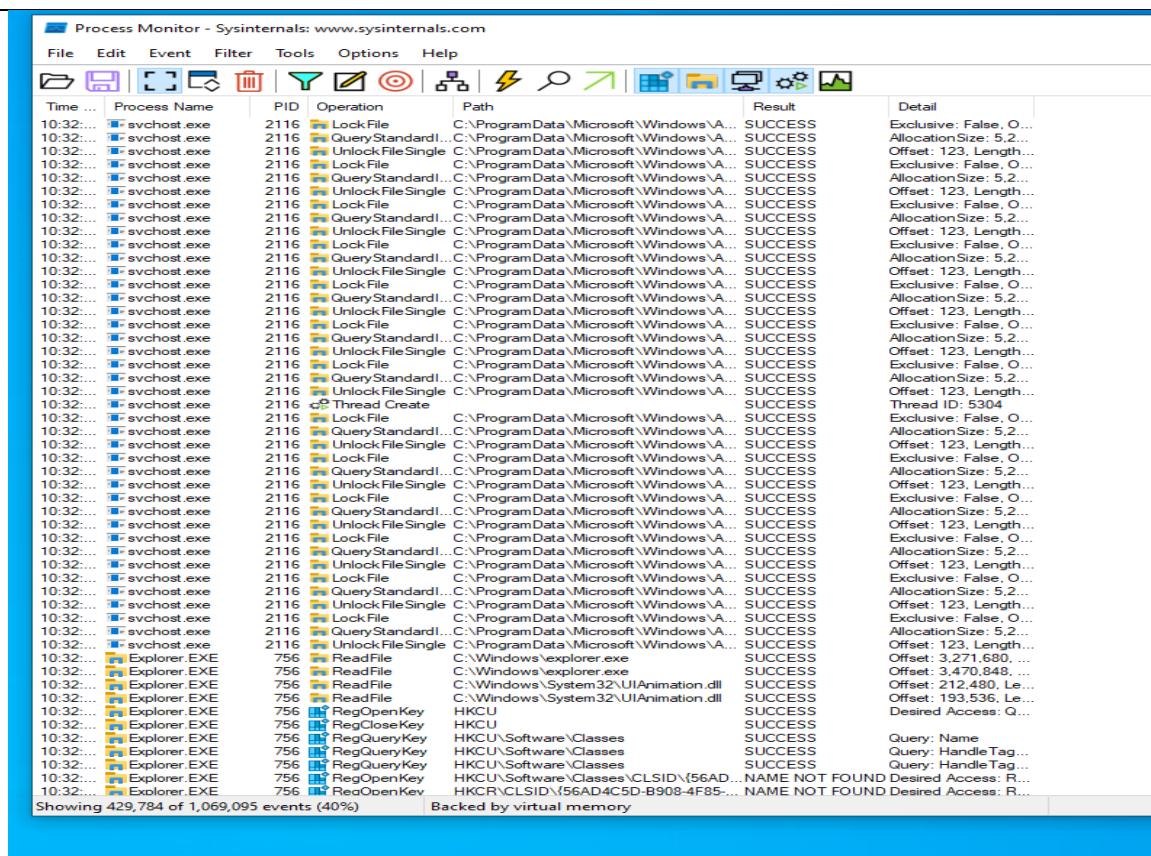 Process Monitor - Sysinternals: www.sysinternals.com
File Edit Event Filter Tools Options Help
Time ... Process Name PID Operation Path Result Detail
10:32:... svchost.exe 2116 LockFile C:\ProgramData\Microsoft\Windows\A... SUCCESS Exclusive: False, O...
10:32:... svchost.exe 2116 QueryStandardI... C:\ProgramData\Microsoft\Windows\A... SUCCESS AllocationSize: 5,2...
10:32:... svchost.exe 2116 UnlockFileSingle C:\ProgramData\Microsoft\Windows\A... SUCCESS Offset: 123, Length...
10:32:... svchost.exe 2116 LockFile C:\ProgramData\Microsoft\Windows\A... SUCCESS Exclusive: False, O...
10:32:... svchost.exe 2116 QueryStandardI... C:\ProgramData\Microsoft\Windows\A... SUCCESS AllocationSize: 5,2...
10:32:... svchost.exe 2116 UnlockFileSingle C:\ProgramData\Microsoft\Windows\A... SUCCESS Offset: 123, Length...
10:32:... svchost.exe 2116 LockFile C:\ProgramData\Microsoft\Windows\A... SUCCESS Exclusive: False, O...
10:32:... svchost.exe 2116 QueryStandardI... C:\ProgramData\Microsoft\Windows\A... SUCCESS AllocationSize: 5,2...
10:32:... svchost.exe 2116 UnlockFileSingle C:\ProgramData\Microsoft\Windows\A... SUCCESS Offset: 123, Length...
10:32:... svchost.exe 2116 LockFile C:\ProgramData\Microsoft\Windows\A... SUCCESS Exclusive: False, O...
10:32:... svchost.exe 2116 QueryStandardI... C:\ProgramData\Microsoft\Windows\A... SUCCESS AllocationSize: 5,2...
10:32:... svchost.exe 2116 UnlockFileSingle C:\ProgramData\Microsoft\Windows\A... SUCCESS Offset: 123, Length...
10:32:... svchost.exe 2116 LockFile C:\ProgramData\Microsoft\Windows\A... SUCCESS Exclusive: False, O...
10:32:... svchost.exe 2116 QueryStandardI... C:\ProgramData\Microsoft\Windows\A... SUCCESS AllocationSize: 5,2...
10:32:... svchost.exe 2116 UnlockFileSingle C:\ProgramData\Microsoft\Windows\A... SUCCESS Offset: 123, Length...
10:32:... svchost.exe 2116 LockFile C:\ProgramData\Microsoft\Windows\A... SUCCESS Exclusive: False, O...
10:32:... svchost.exe 2116 QueryStandardI... C:\ProgramData\Microsoft\Windows\A... SUCCESS AllocationSize: 5,2...
10:32:... svchost.exe 2116 UnlockFileSingle C:\ProgramData\Microsoft\Windows\A... SUCCESS Offset: 123, Length...
10:32:... svchost.exe 2116 LockFile C:\ProgramData\Microsoft\Windows\A... SUCCESS Exclusive: False, O...
10:32:... svchost.exe 2116 QueryStandardI... C:\ProgramData\Microsoft\Windows\A... SUCCESS AllocationSize: 5,2...
10:32:... svchost.exe 2116 UnlockFileSingle C:\ProgramData\Microsoft\Windows\A... SUCCESS Offset: 123, Length...
10:32:... svchost.exe 2116 Thread Create SUCCESS Thread ID: 5304
10:32:... svchost.exe 2116 LockFile C:\ProgramData\Microsoft\Windows\A... SUCCESS Exclusive: False, O...
10:32:... svchost.exe 2116 QueryStandardI... C:\ProgramData\Microsoft\Windows\A... SUCCESS AllocationSize: 5,2...
10:32:... svchost.exe 2116 UnlockFileSingle C:\ProgramData\Microsoft\Windows\A... SUCCESS Offset: 123, Length...
10:32:... svchost.exe 2116 LockFile C:\ProgramData\Microsoft\Windows\A... SUCCESS Exclusive: False, O...
10:32:... svchost.exe 2116 QueryStandardI... C:\ProgramData\Microsoft\Windows\A... SUCCESS AllocationSize: 5,2...
10:32:... svchost.exe 2116 UnlockFileSingle C:\ProgramData\Microsoft\Windows\A... SUCCESS Offset: 123, Length...
10:32:... svchost.exe 2116 LockFile C:\ProgramData\Microsoft\Windows\A... SUCCESS Exclusive: False, O...
10:32:... svchost.exe 2116 QueryStandardI... C:\ProgramData\Microsoft\Windows\A... SUCCESS AllocationSize: 5,2...
10:32:... svchost.exe 2116 UnlockFileSingle C:\ProgramData\Microsoft\Windows\A... SUCCESS Offset: 123, Length...
10:32:... svchost.exe 2116 LockFile C:\ProgramData\Microsoft\Windows\A... SUCCESS Exclusive: False, O...
10:32:... svchost.exe 2116 QueryStandardI... C:\ProgramData\Microsoft\Windows\A... SUCCESS AllocationSize: 5,2...
10:32:... svchost.exe 2116 UnlockFileSingle C:\ProgramData\Microsoft\Windows\A... SUCCESS Offset: 123, Length...
10:32:... svchost.exe 2116 LockFile C:\ProgramData\Microsoft\Windows\A... SUCCESS Exclusive: False, O...
10:32:... svchost.exe 2116 QueryStandardI... C:\ProgramData\Microsoft\Windows\A... SUCCESS AllocationSize: 5,2...
10:32:... svchost.exe 2116 UnlockFileSingle C:\ProgramData\Microsoft\Windows\A... SUCCESS Offset: 123, Length...
10:32:... svchost.exe 2116 LockFile C:\ProgramData\Microsoft\Windows\A... SUCCESS Exclusive: False, O...
10:32:... svchost.exe 2116 QueryStandardI... C:\ProgramData\Microsoft\Windows\A... SUCCESS AllocationSize: 5,2...
10:32:... svchost.exe 2116 UnlockFileSingle C:\ProgramData\Microsoft\Windows\A... SUCCESS Offset: 123, Length...
10:32:... Explorer.EXE 756 ReadFile C:\Windows\explorer.exe SUCCESS Offset: 3,271,680, ...
10:32:... Explorer.EXE 756 ReadFile C:\Windows\explorer.exe SUCCESS Offset: 3,470,848, ...
10:32:... Explorer.EXE 756 ReadFile C:\Windows\System32\UIAnimation.dll SUCCESS Offset: 212,480, Le...
10:32:... Explorer.EXE 756 ReadFile C:\Windows\System32\UIAnimation.dll SUCCESS Offset: 193,536, Le...
10:32:... Explorer.EXE 756 RegOpenKey HKCU SUCCESS Desired Access: Q...
10:32:... Explorer.EXE 756 RegCloseKey HKCU SUCCESS
10:32:... Explorer.EXE 756 RegQueryKey HKCU\Software\Classes SUCCESS Query: Name
10:32:... Explorer.EXE 756 RegQueryKey HKCU\Software\Classes SUCCESS Query: HandleTag...
10:32:... Explorer.EXE 756 RegQueryKey HKCU\Software\Classes SUCCESS Query: HandleTag...
10:32:... Explorer.EXE 756 RegOpenKey HKCU\Software\Classes\CLSID\{56AD... NAME NOT FOUND Desired Access: R...
10:32:... Explorer.EXE 756 RegOpenKey HKCR\CLSID\{56AD4C5D-B908-4F85-... NAME NOT FOUND Desired Access: R...
Showing 429,784 of 1,069,095 events (40%) Backed by virtual memory